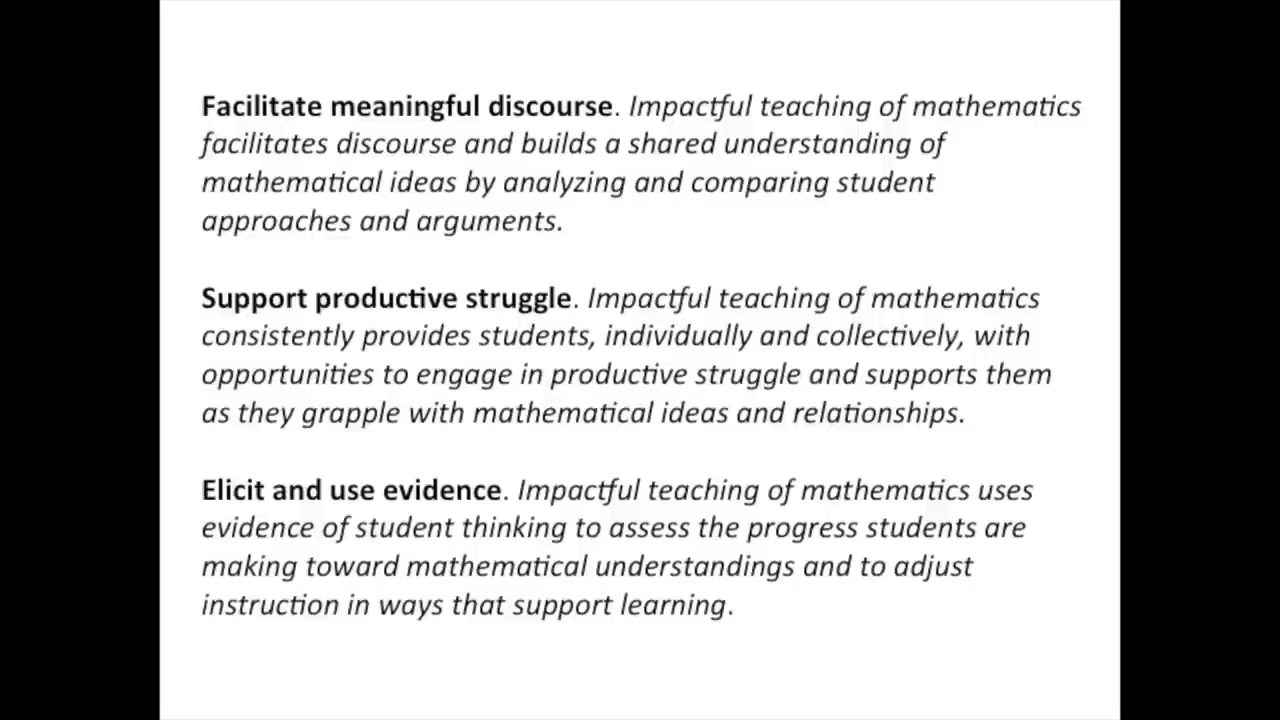 Facilitate meaningful discourse. Impactful teaching of mathematics
facilitates discourse and builds a shared understanding of
mathematical ideas by analyzing and comparing student
approaches and arguments.
Support productive struggle. Impactful teaching of mathematics
consistently provides students, individually and collectively, with
opportunities to engage in productive struggle and supports them
as they grapple with mathematical ideas and relationships.
Elicit and use evidence. Impactful teaching of mathematics uses
evidence of student thinking to assess the progress students are
making toward mathematical understandings and to adjust
instruction in ways that support learning.